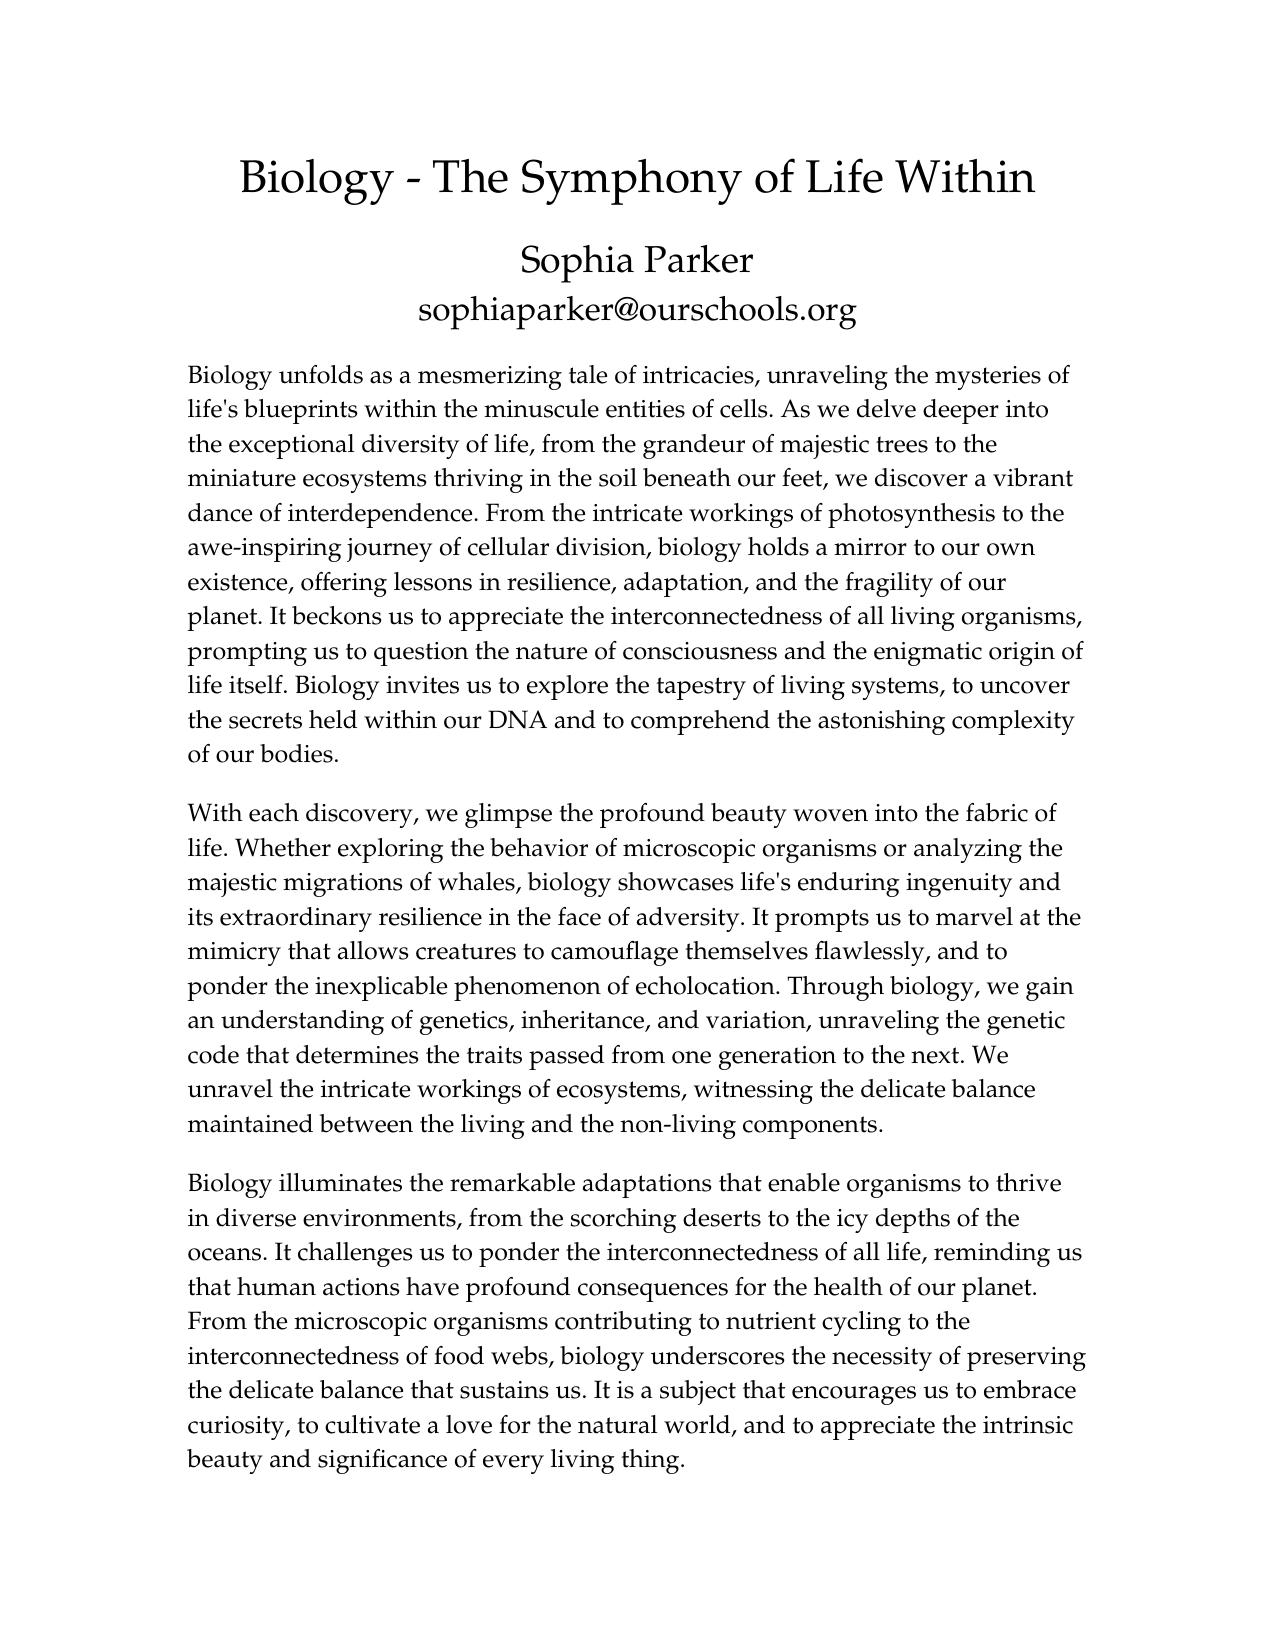 Biology - The Symphony of Life Within
Sophia Parker
sophiaparker@ourschools.org
Biology unfolds as a mesmerizing tale of intricacies, unraveling the mysteries of
life's blueprints within the minuscule entities of cells. As we delve deeper into
the exceptional diversity of life, from the grandeur of majestic trees to the
miniature ecosystems thriving in the soil beneath our feet, we discover a vibrant
dance of interdependence. From the intricate workings of photosynthesis to the
awe-inspiring journey of cellular division, biology holds a mirror to our own
existence, offering lessons in resilience, adaptation, and the fragility of our
planet. It beckons us to appreciate the interconnectedness of all living organisms,
prompting us to question the nature of consciousness and the enigmatic origin of
life itself. Biology invites us to explore the tapestry of living systems, to uncover
the secrets held within our DNA and to comprehend the astonishing complexity
of our bodies.
With each discovery, we glimpse the profound beauty woven into the fabric of
life. Whether exploring the behavior of microscopic organisms or analyzing the
majestic migrations of whales, biology showcases life's enduring ingenuity and
its extraordinary resilience in the face of adversity. It prompts us to marvel at the
mimicry that allows creatures to camouflage themselves flawlessly, and to
ponder the inexplicable phenomenon of echolocation. Through biology, we gain
an understanding of genetics, inheritance, and variation, unraveling the genetic
code that determines the traits passed from one generation to the next. We
unravel the intricate workings of ecosystems, witnessing the delicate balance
maintained between the living and the non-living components.
Biology illuminates the remarkable adaptations that enable organisms to thrive
in diverse environments, from the scorching deserts to the icy depths of the
oceans. It challenges us to ponder the interconnectedness of all life, reminding us
that human actions have profound consequences for the health of our planet.
From the microscopic organisms contributing to nutrient cycling to the
interconnectedness of food webs, biology underscores the necessity of preserving
the delicate balance that sustains us. It is a subject that encourages us to embrace
curiosity, to cultivate a love for the natural world, and to appreciate the intrinsic
beauty and significance of every living thing.